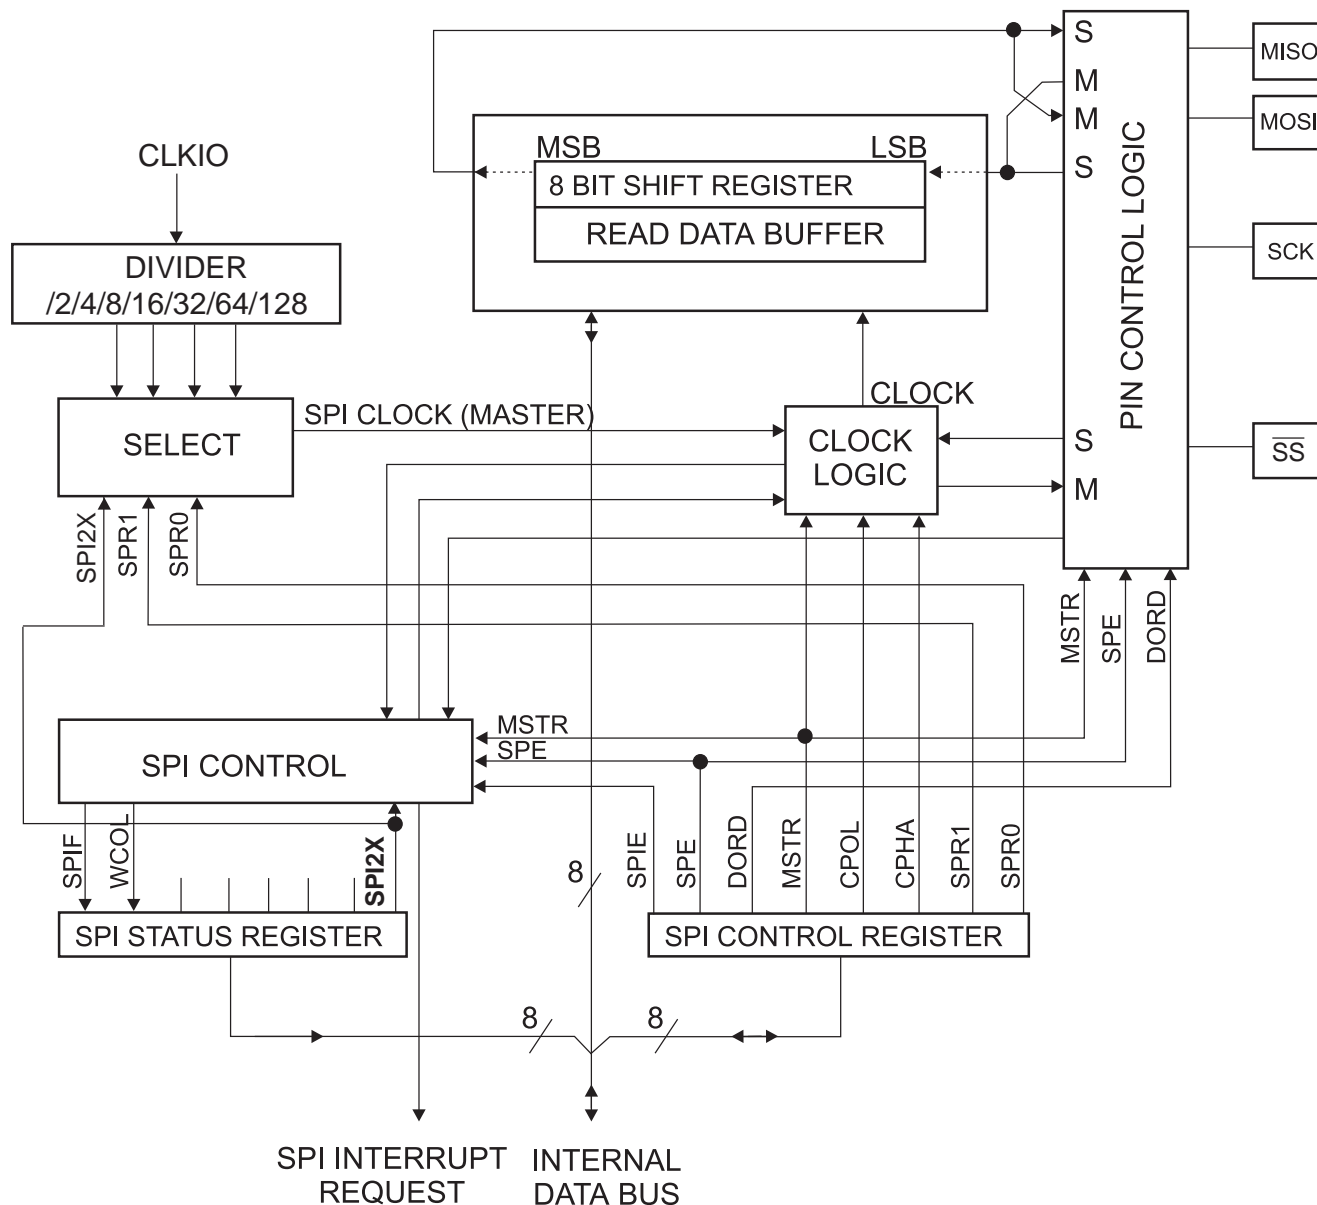 S
MISO
M
MOSI
M
CLKIO
MSB
LSB
S
8 BIT SHIFT REGISTER
READ DATA BUFFER
PIN CONTROL LOGIC
SCK
DIVIDER
/2/4/8/16/32/64/128
CLOCK
SPI CLOCK (MASTER)
SELECT
CLOCK
LOGIC
S
SS
M
SPI2X
SPR1
SPR0
MSTR
SPE
DORD
MSTR
SPE
SPI CONTROL
SPIF
WCOL
SPI2X
8
SPIE
SPE
DORD
MSTR
CPOL
CPHA
SPR1
SPR0
SPI STATUS REGISTER
SPI CONTROL REGISTER
8
8
SPI INTERRUPT
REQUEST
INTERNAL
DATA BUS